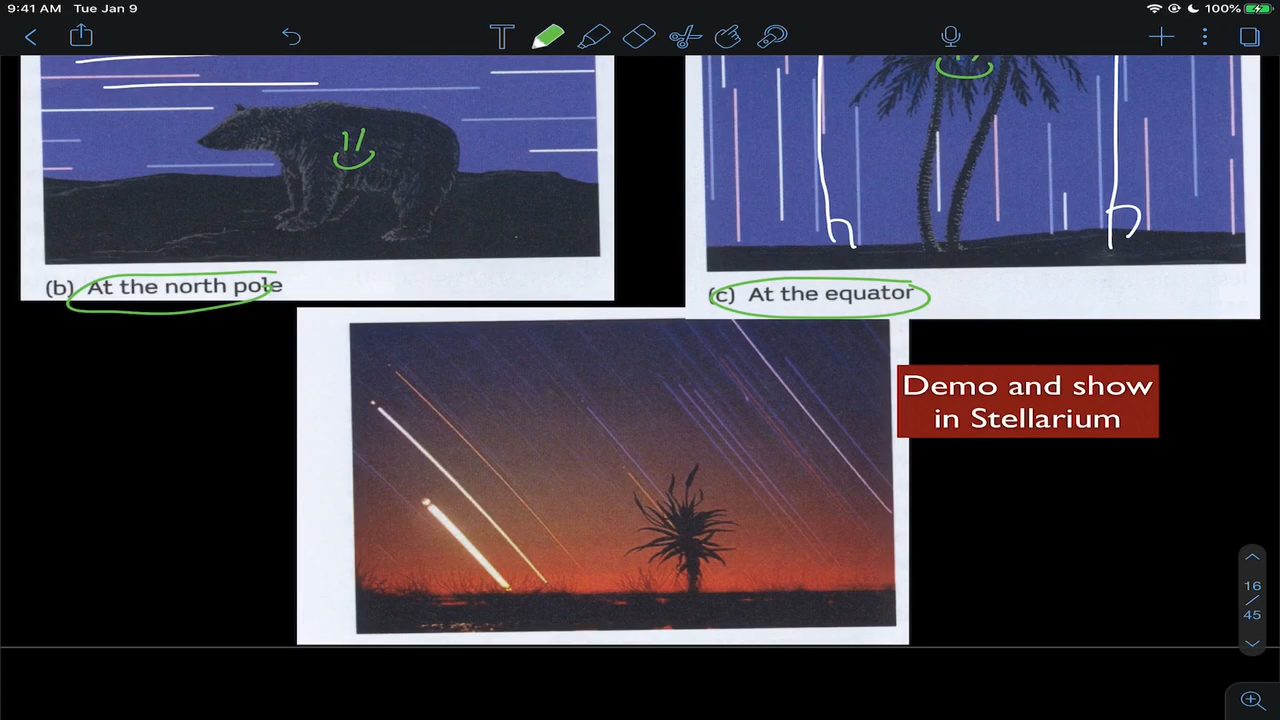 9:41 AM Tue Jan 9
100%
(b) At the north pole
(c) At the equator
Demo and show
in Stellarium
16
/
45